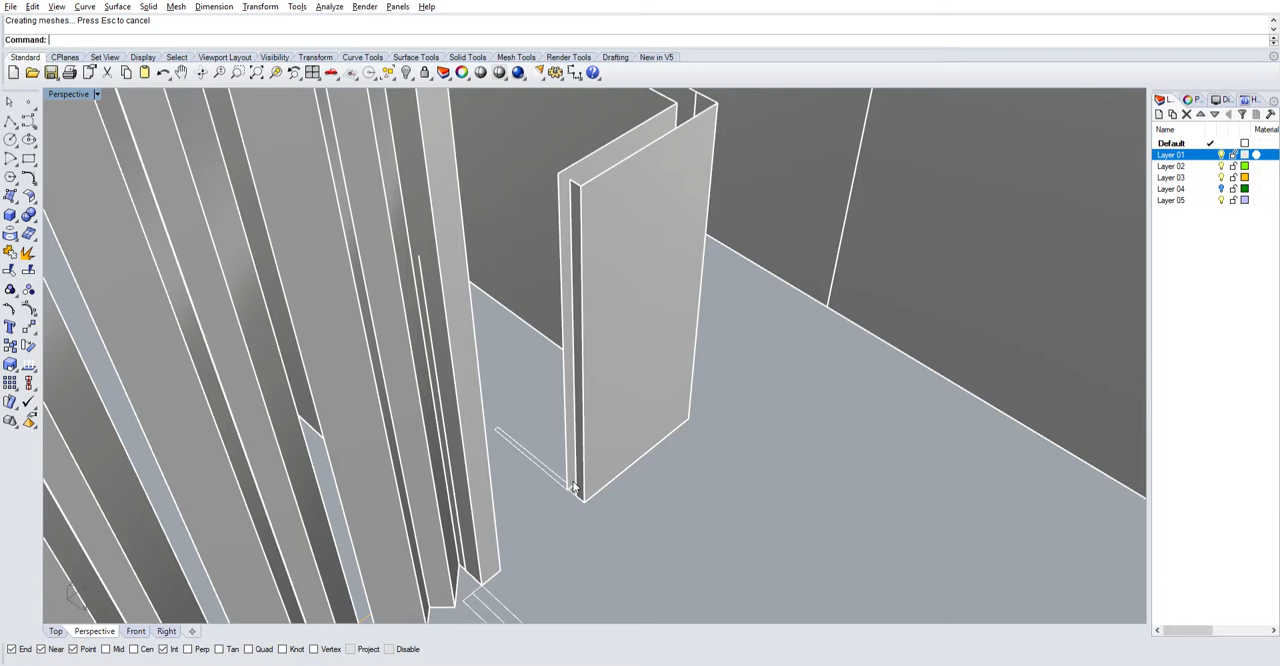 File Edit View Curve Surface Solid Mesh Dimension Transform Tools Analyze Render Panels Help
Creating meshes... Press Esc to cancel
Command:
Standard CPlanes Set View Display Select Viewport Layout Visibility Transform Curve Tools Surface Tools Solid Tools Mesh Tools Render Tools Drafting New in V5
Perspective
L... P... Di... H...
Name Material
Default
Layer 01
Layer 02
Layer 03
Layer 04
Layer 05
Top Perspective Front Right
End Near Point Mid Cen Int Perp Tan Quad Knot Vertex Project Disable